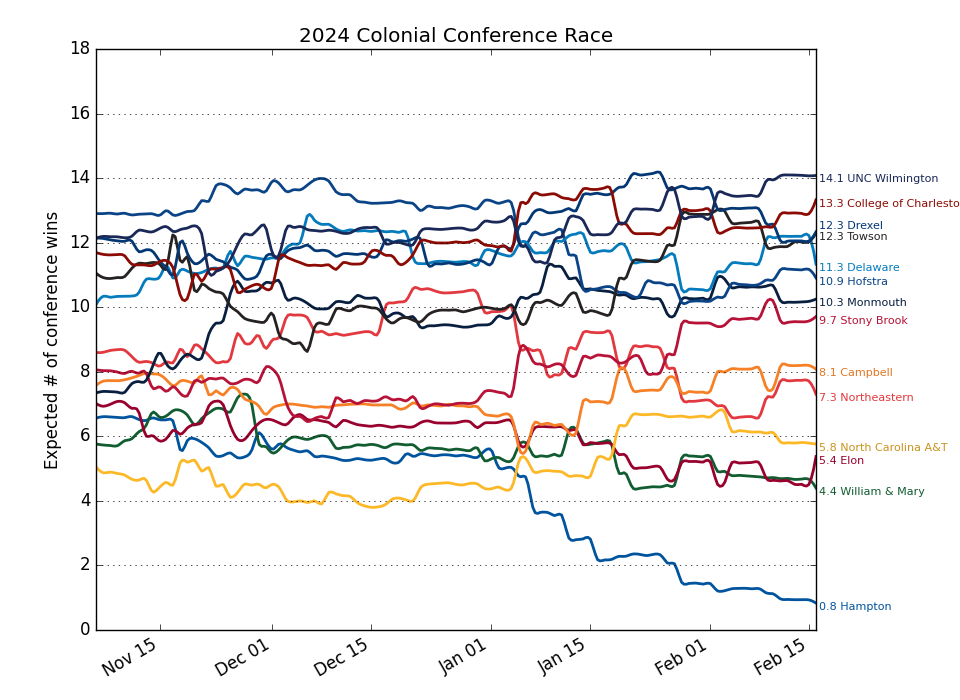 2024 Colonial Conference Race
Expected # of conference wins
18
16
14
12
10
8
6
4
2
0
Nov 15
Dec 01
Dec 15
Jan 01
Jan 15
Feb 01
Feb 15
14.1 UNC Wilmington
13.3 College of Charlesto
12.3 Drexel
12.3 Towson
11.3 Delaware
10.9 Hofstra
10.3 Monmouth
9.7 Stony Brook
8.1 Campbell
7.3 Northeastern
5.8 North Carolina A&T
5.4 Elon
4.4 William & Mary
0.8 Hampton